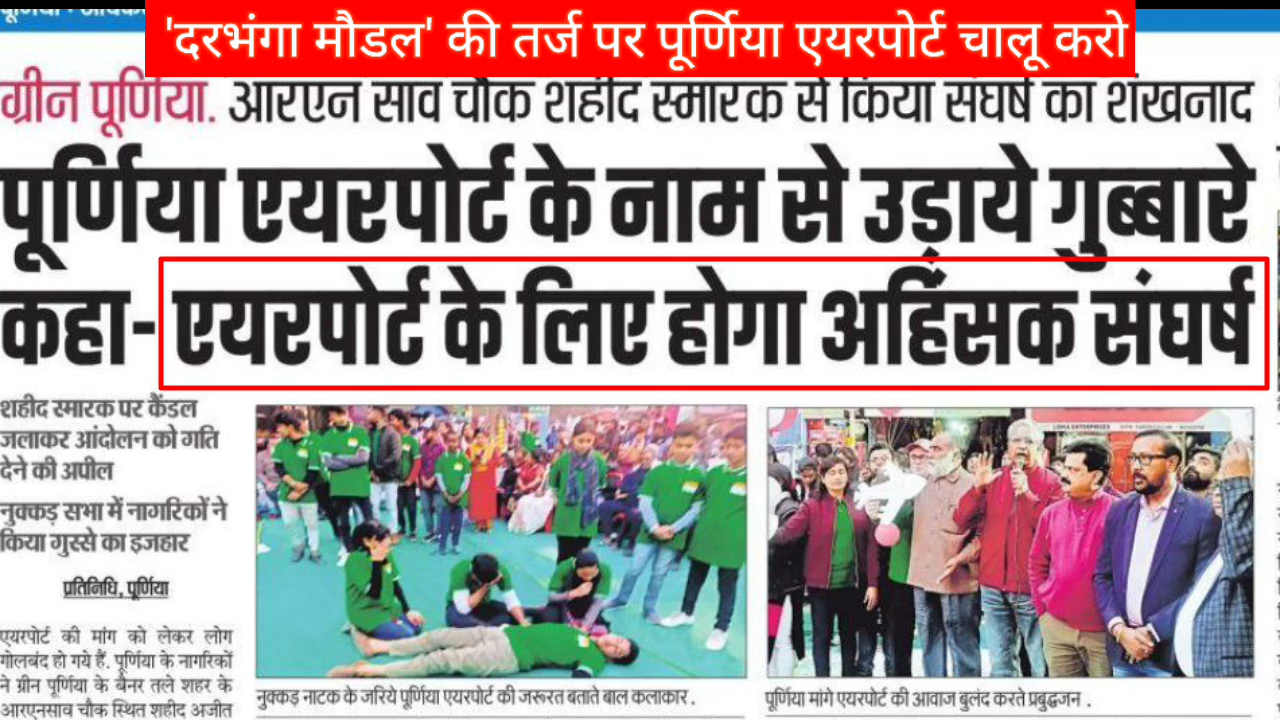 'दरभंगा मौडल' की तर्ज पर पूर्णिया एयरपोर्ट चालू करो
ग्रीन पूर्णिया. आरएन साव चौक शहीद स्मारक से किया संघर्ष का शंखनाद
पूर्णिया एयरपोर्ट के नाम से उड़ाये गुब्बारे
कहा- एयरपोर्ट के लिए होगा अहिंसक संघर्ष
शहीद स्मारक पर कैंडल
जलाकर आंदोलन को गति
देने की अपील
नुक्कड़ सभा में नागरिकों ने
किया गुस्से का इजहार
प्रतिनिधि, पूर्णिया
एयरपोर्ट की मांग को लेकर लोग
गोलबंद हो गये हैं. पूर्णिया के नागरिकों
ने ग्रीन पूर्णिया के बैनर तले शहर के
आरएनसाव चौक स्थित शहीद अजीत
नुक्कड़ नाटक के जरिये पूर्णिया एयरपोर्ट की जरूरत बताते बाल कलाकार.
LOHIA ENTERPRISES
पूर्णिया मांगे एयरपोर्ट की आवाज बुलंद करते प्रबुद्धजन .